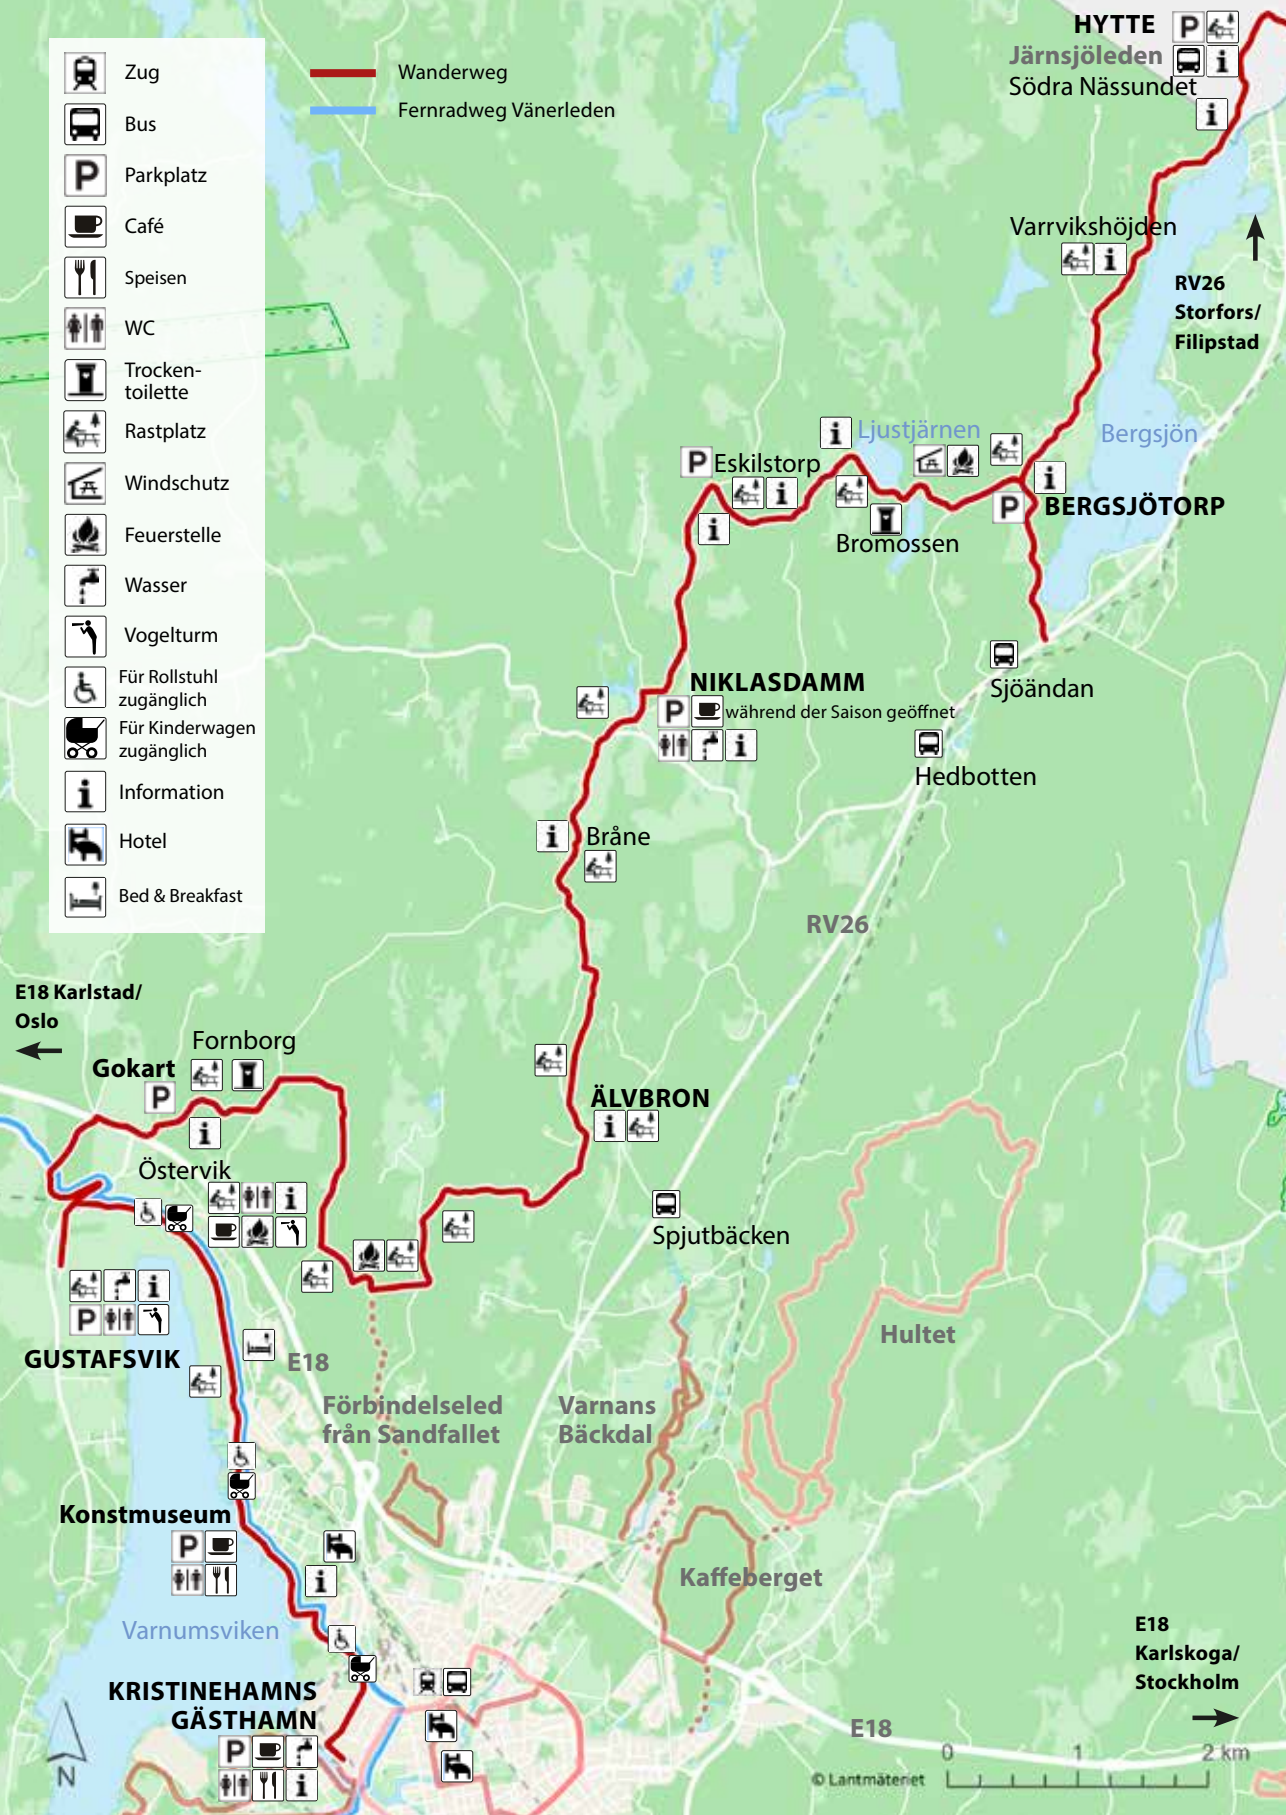 Zug
Bus
Parkplatz
Café
Speisen
WC
Trocken-
toilette
Rastplatz
Windschutz
Feuerstelle
Wasser
Vogelturm
Für Rollstuhl
zugänglich
Für Kinderwagen
zugänglich
Information
Hotel
Bed & Breakfast
Wanderweg
Fernradweg Vänerleden
HYTTE
Järnsjöleden
Södra Nässundet
Varrvikshöjden
RV26
Storfors/
Filipstad
Bergsjön
Ljustjärnen
Eskilstorp
BERGSJÖTORP
Bromossen
Sjöändan
NIKLASDAMM
während der Saison geöffnet
Hedbotten
Bråne
RV26
E18 Karlstad/
Oslo
Fornborg
Gokart
ÄLVBRON
Östervik
Spjutbäcken
GUSTAFSVIK
E18
Hultet
Förbindelseled
från Sandfallet
Varnans
Bäckdal
Konstmuseum
Kaffeberget
Varnumsviken
E18
Karlskoga/
Stockholm
KRISTINEHAMNS
GÄSTHAMN
E18
N
© Lantmäteriet
0 1 2 km